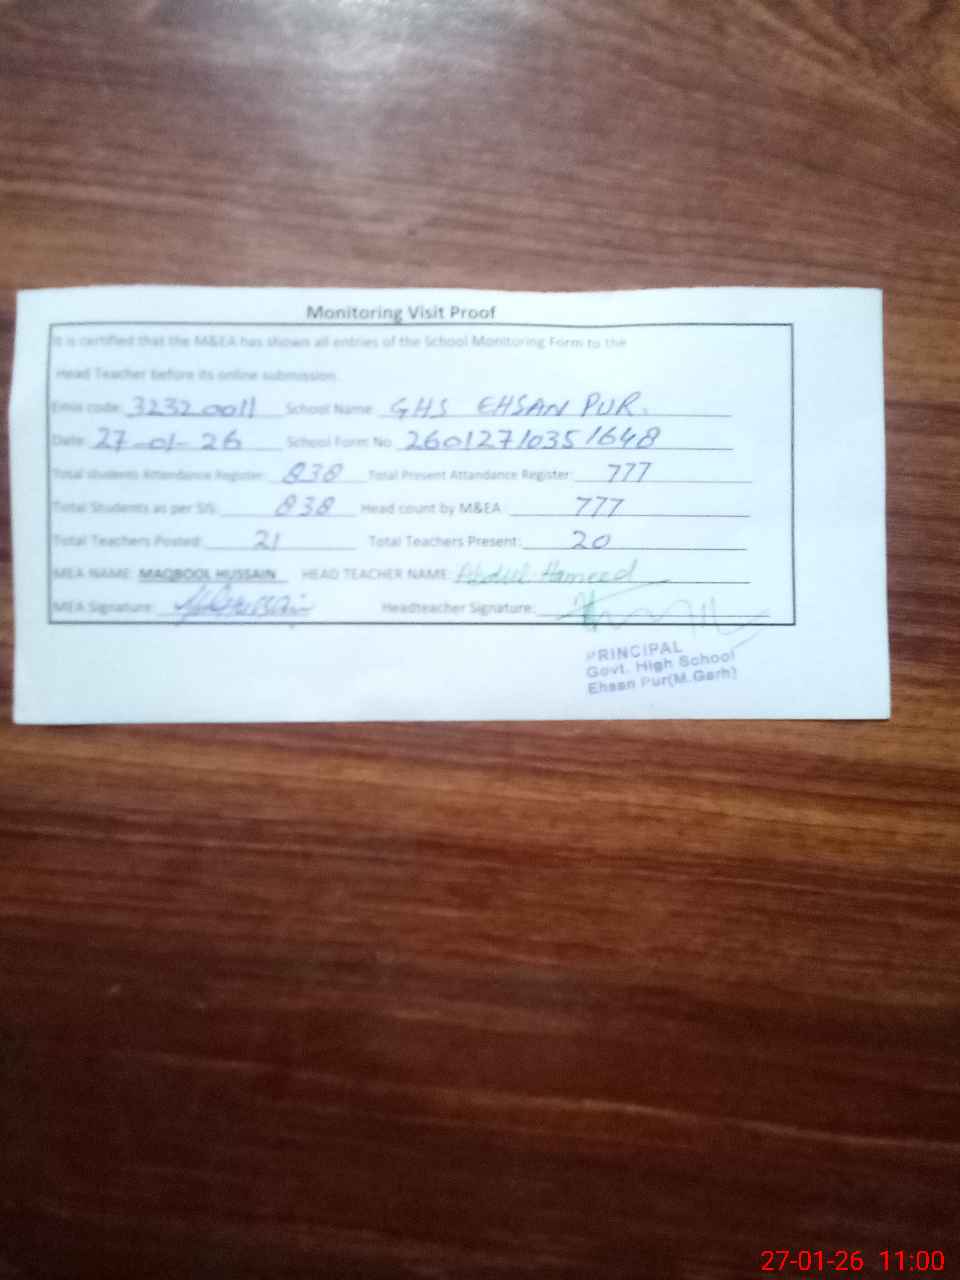 Monitoring Visit Proof
It is certified that the M&EA has shown all entries of the School Monitoring Form to the
Head Teacher before its online submission.
Emis code: 32320011 School Name: GHS EHSAN PUR.
Date: 27-01-26 School Form No. 26012710351648
Total students Attendance Register: 838 Total Present Attandance Register: 777
Total Students as per SIS: 838 Head count by M&EA: 777
Total Teachers Posted: 21 Total Teachers Present: 20
MEA NAME: MAQBOOL HUSSAIN HEAD TEACHER NAME: Abdul Hameed
MEA Signature: Headteacher Signature:
PRINCIPAL
Govt. High School
Ehsan Pur(M.Garh)
27-01-26 11:00